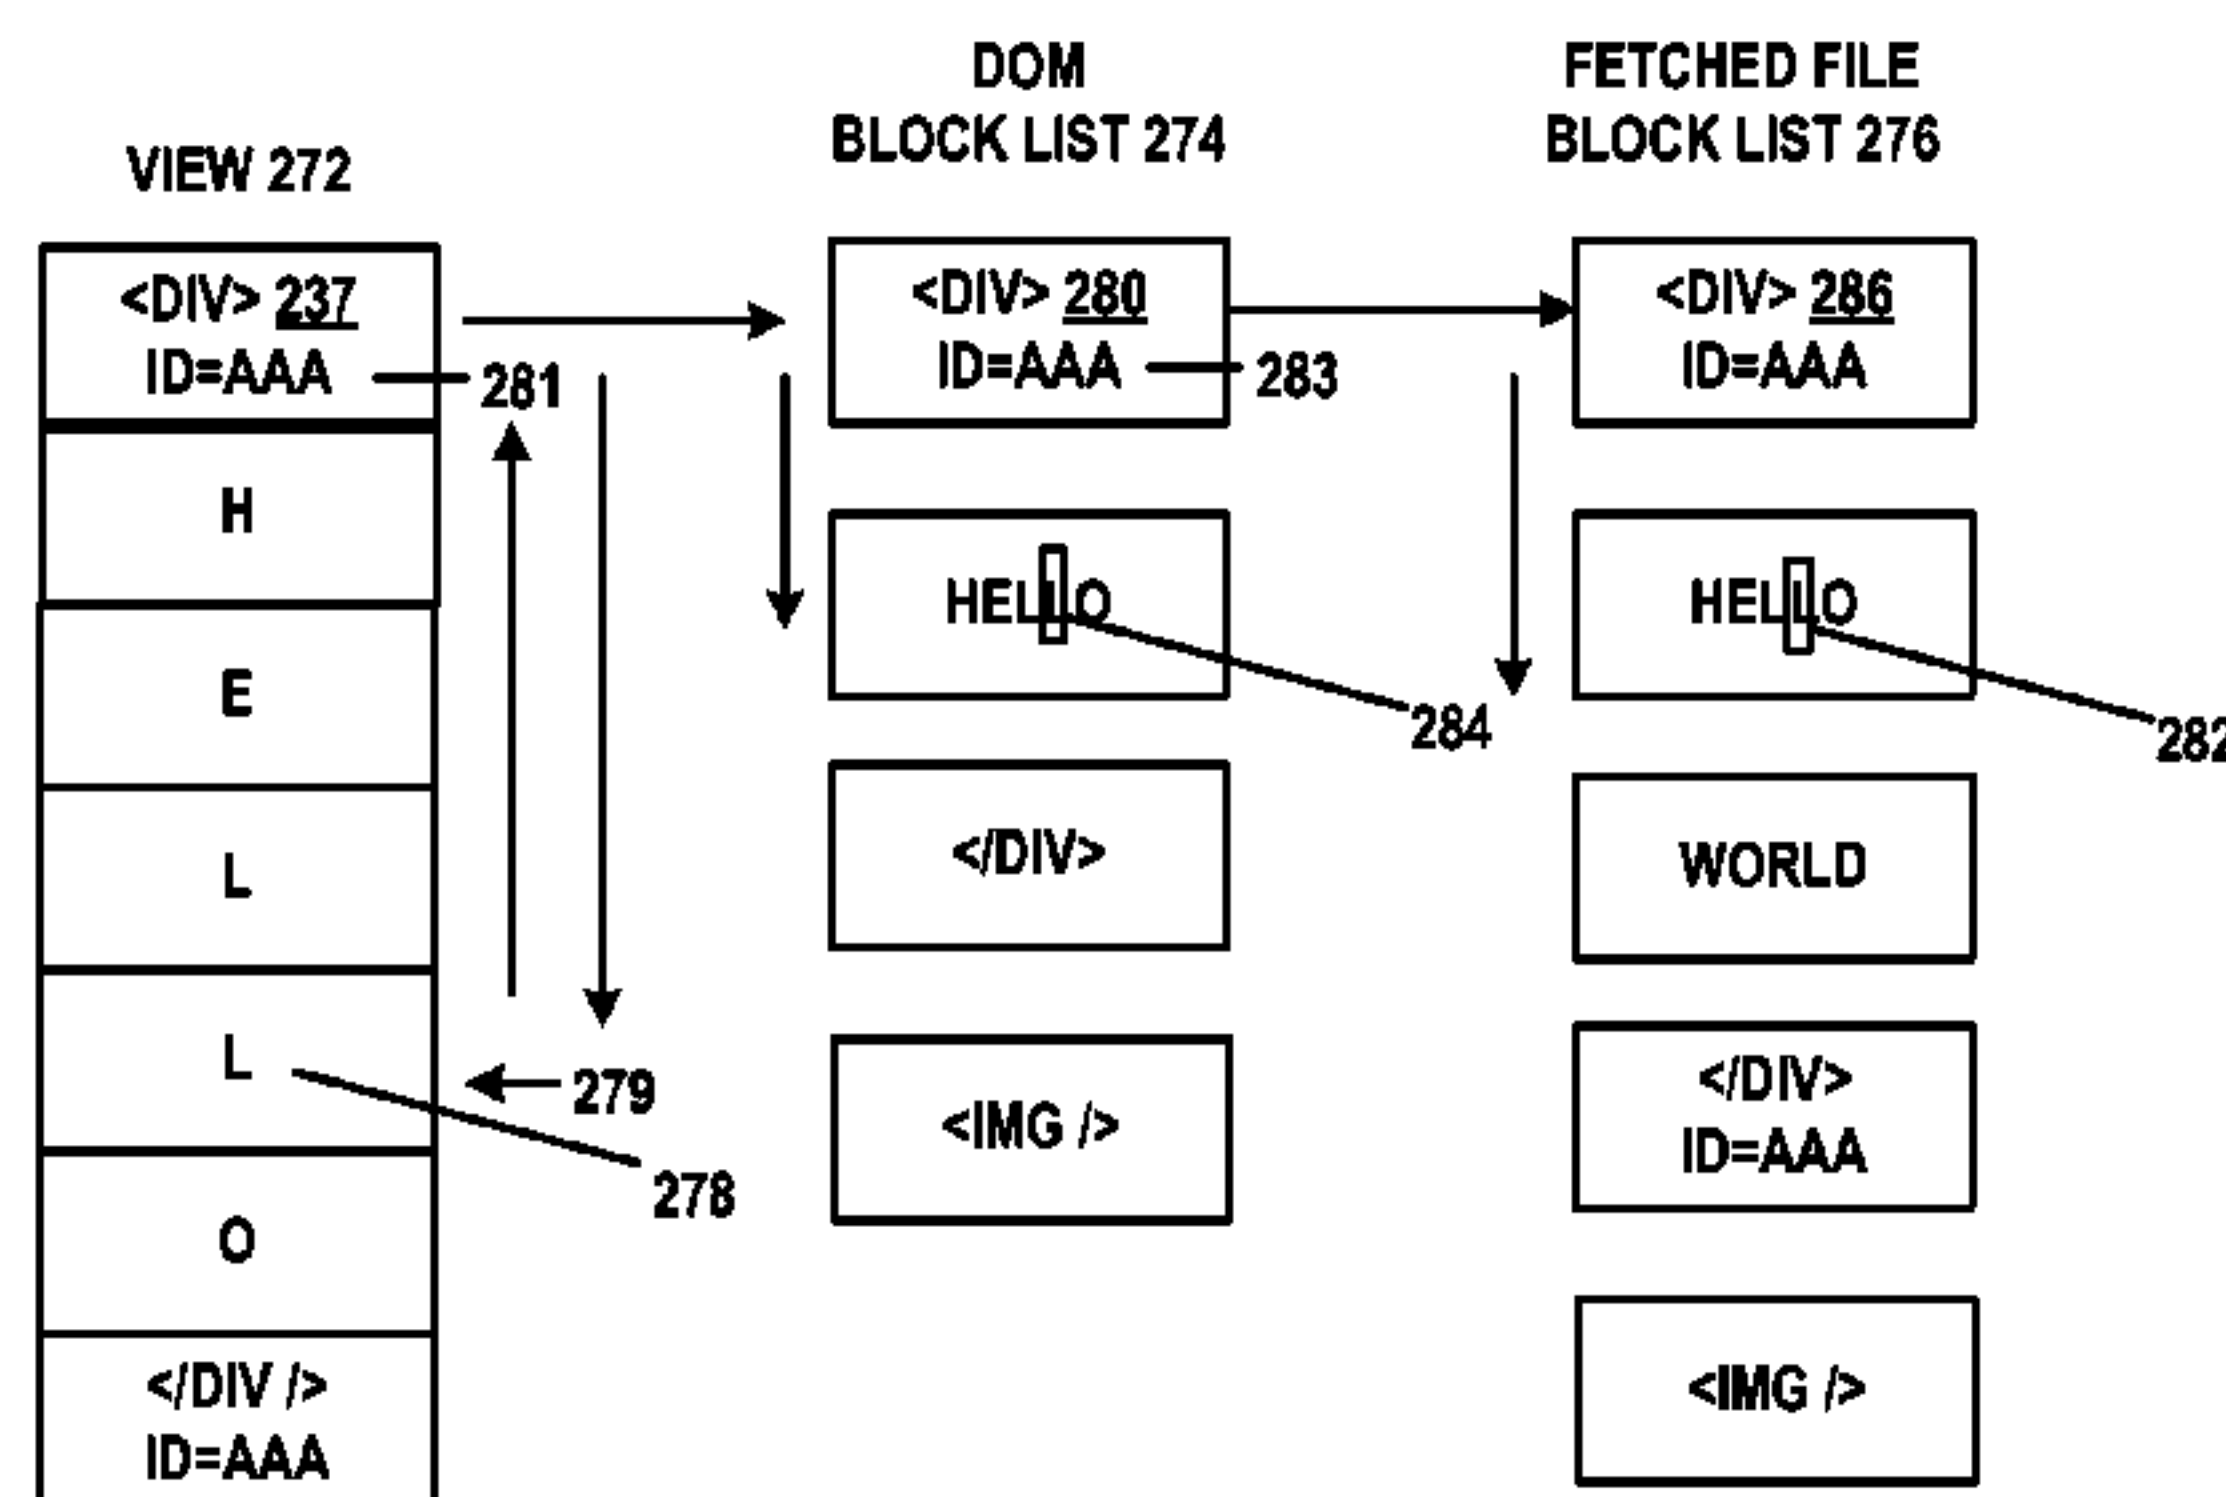 VIEW 272
<DIV> 237
ID=AAA
281
H
E
L
L
279
278
O
</DIV />
ID=AAA
DOM
BLOCK LIST 274
<DIV> 280
ID=AAA
283
HELLO
284
</DIV>
<IMG />
FETCHED FILE
BLOCK LIST 276
<DIV> 286
ID=AAA
HELLO
282
WORLD
</DIV>
ID=AAA
<IMG />